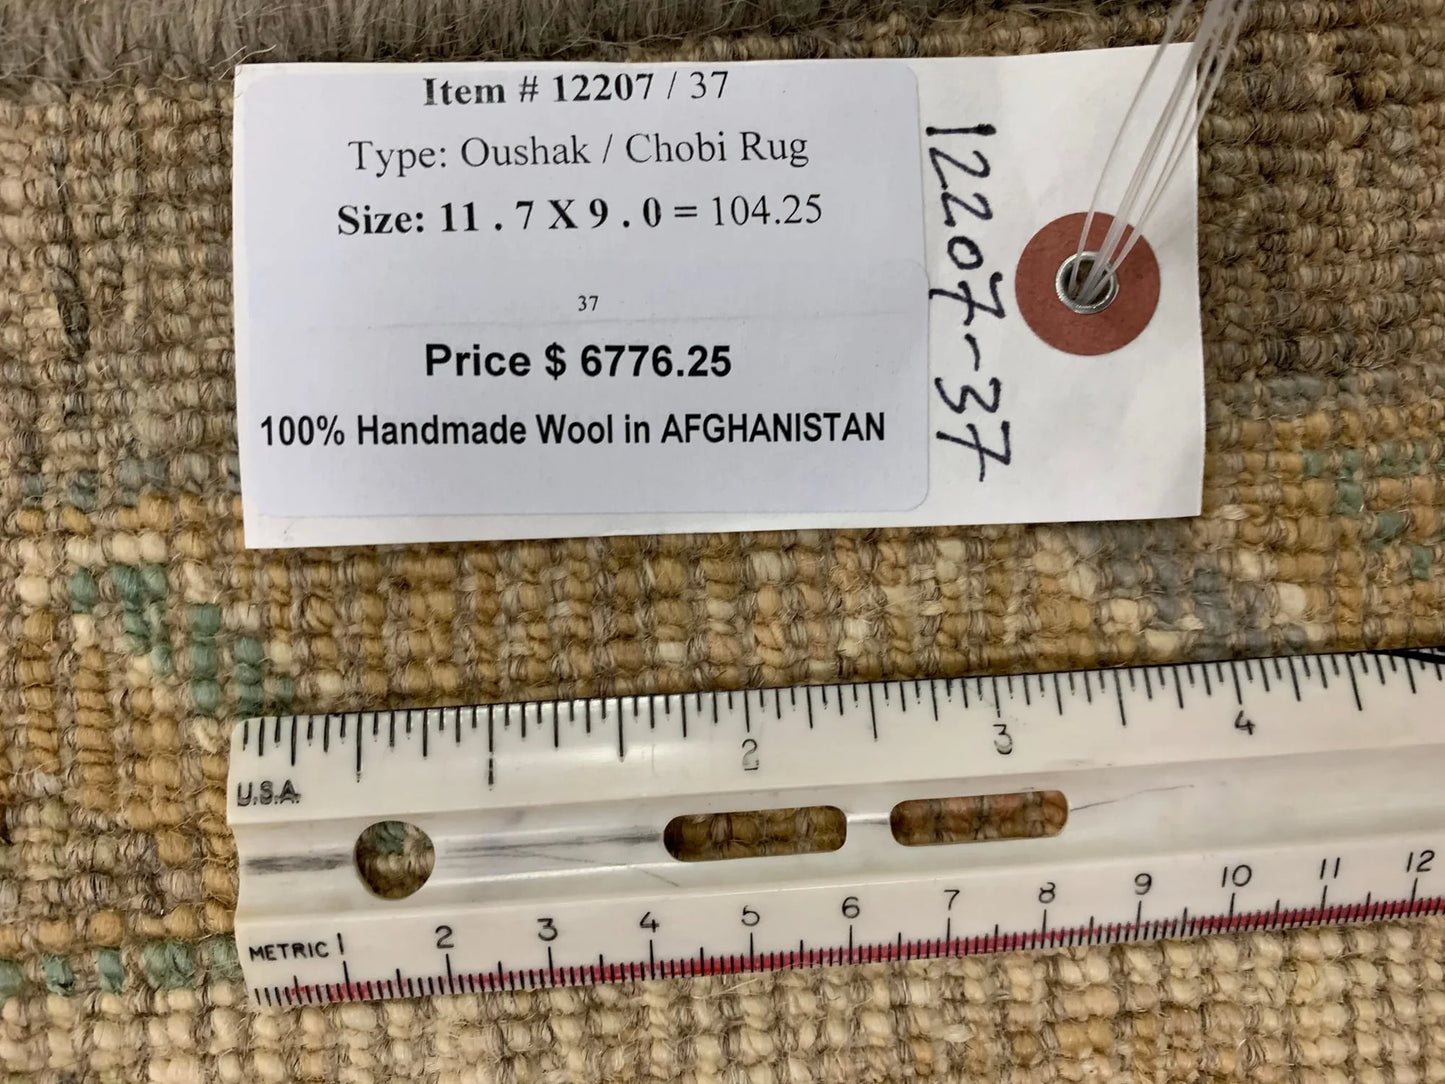 Item # 12207 / 37
Type: Oushak / Chobi Rug
Size: 11 . 7 X 9 . 0 = 104.25
37
Price $ 6776.25
100% Handmade Wool in AFGHANISTAN
12207-37
2 3 4
U.S.A.
METRIC 1 2 3 4 5 6 7 8 9 10 11 12